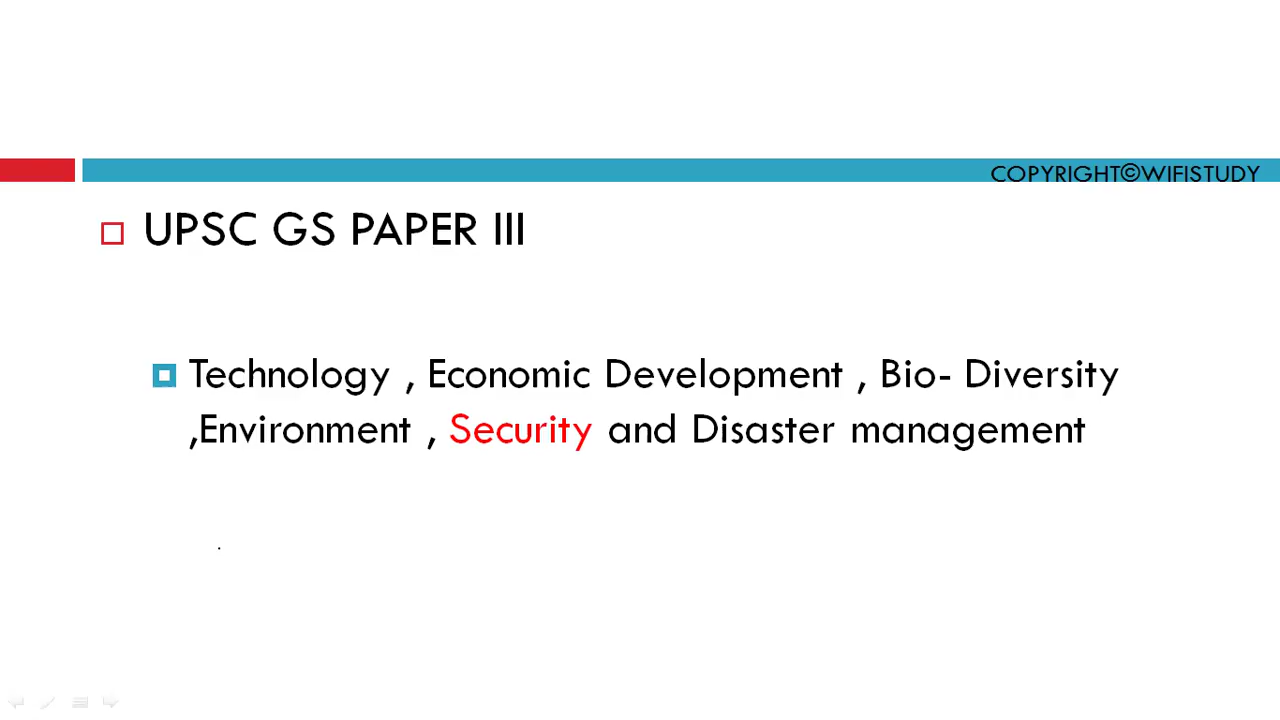 COPYRIGHT©WIFISTUDY
UPSC GS PAPER III
Technology , Economic Development , Bio- Diversity
,Environment , Security and Disaster management
.